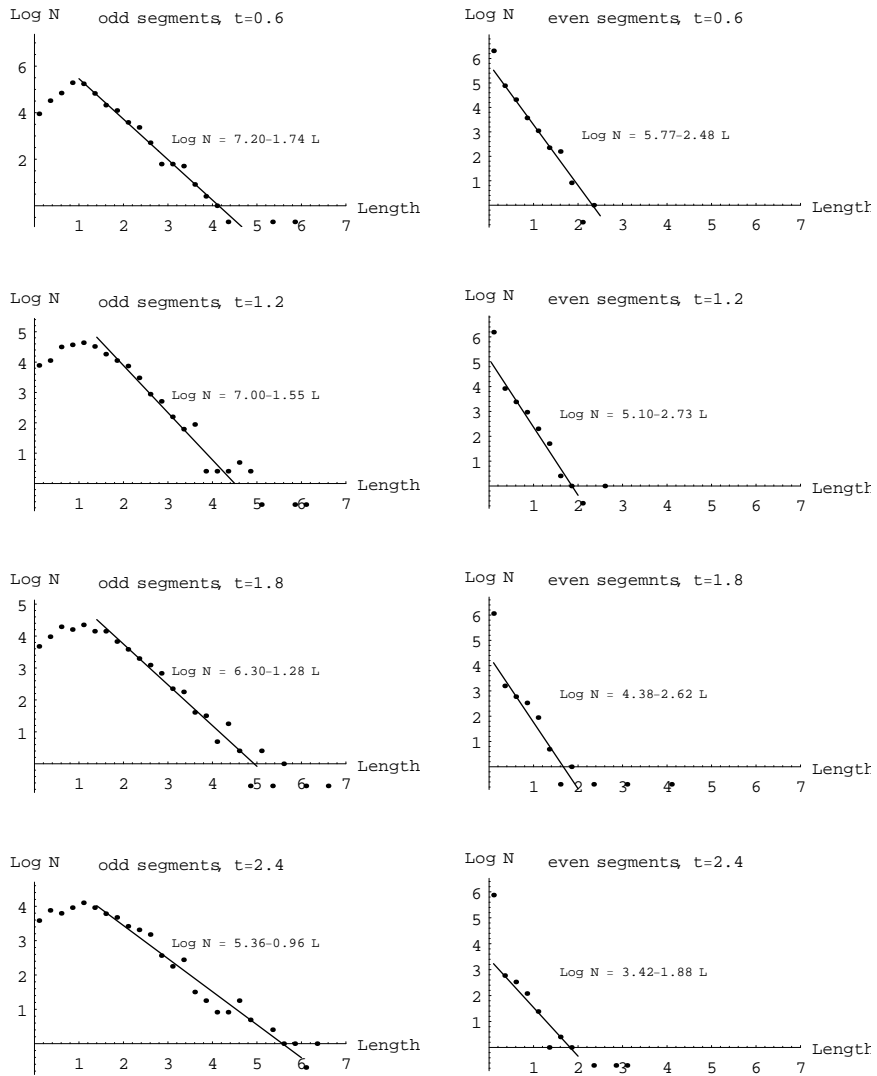 Log N
odd segments, t=0.6
6
4
2
Log N = 7.20-1.74 L
Length
1 2 3 4 5 6 7
Log N
even segments, t=0.6
6
5
4
3
2
1
Log N = 5.77-2.48 L
Length
1 2 3 4 5 6 7
Log N
odd segments, t=1.2
5
4
3
2
1
Log N = 7.00-1.55 L
Length
1 2 3 4 5 6 7
Log N
even segments, t=1.2
6
5
4
3
2
1
Log N = 5.10-2.73 L
Length
1 2 3 4 5 6 7
Log N
odd segments, t=1.8
5
4
3
2
1
Log N = 6.30-1.28 L
Length
1 2 3 4 5 6 7
Log N
even segemnts, t=1.8
6
5
4
3
2
1
Log N = 4.38-2.62 L
Length
1 2 3 4 5 6 7
Log N
odd segments, t=2.4
4
3
2
1
Log N = 5.36-0.96 L
Length
1 2 3 4 5 6 7
Log N
even segments, t=2.4
6
5
4
3
2
1
Log N = 3.42-1.88 L
Length
1 2 3 4 5 6 7